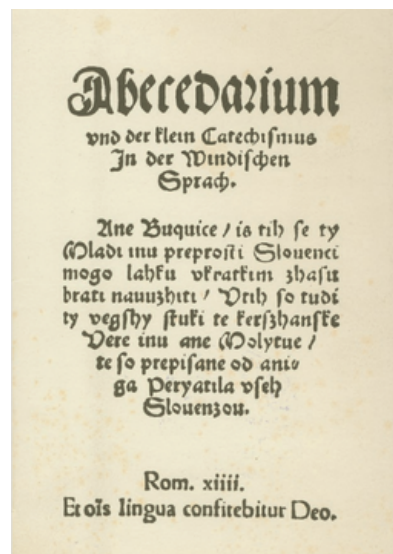 Abecedarium
vnd der klein Catechismus
In der Windischen
Sprach.
Ane Buquice / is tih se ty
Mladi inu preprosti Slouenci
mogo lahku vkratkim zhasu
brati nauuzhiti / Vtih so tudi
ty vegshy stuki te kerszhanske
Vere inu ane Molytue /
te so prepisane od ani⸗
ga Peryatila vseh
Slouenzou.
Rom. xiiii.
Et oı̄s lingua confitebitur Deo.